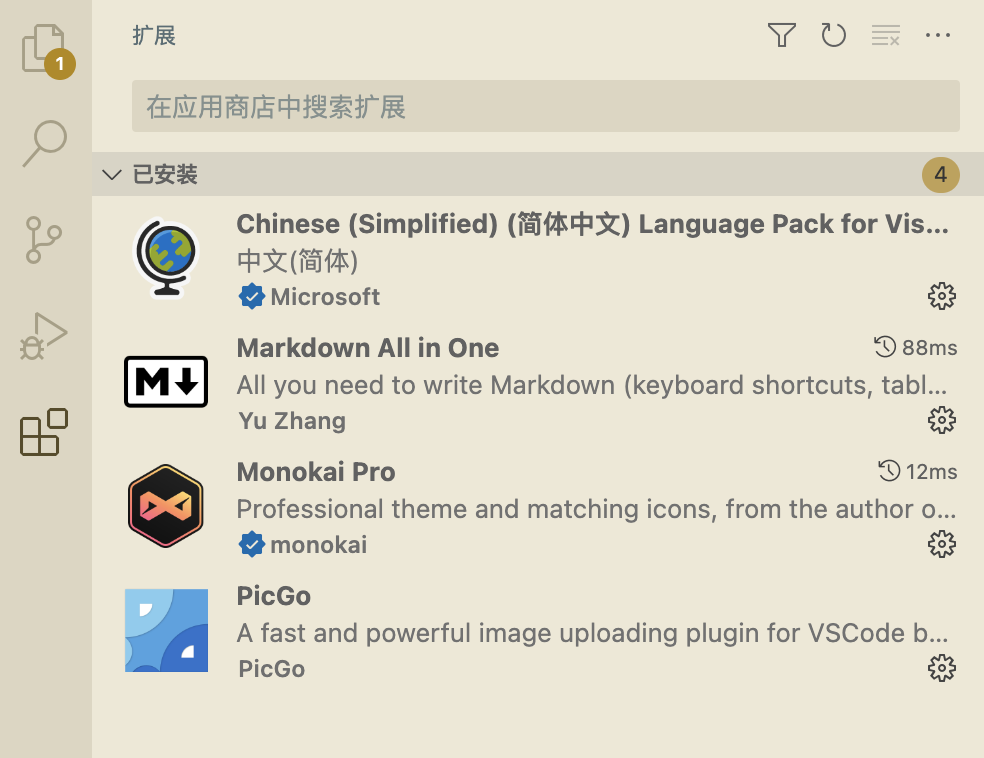 扩展
1
在应用商店中搜索扩展
已安装
4
Chinese (Simplified) (简体中文) Language Pack for Vis...
中文(简体)
Microsoft
Markdown All in One
88ms
All you need to write Markdown (keyboard shortcuts, tabl...
Yu Zhang
Monokai Pro
12ms
Professional theme and matching icons, from the author o...
monokai
PicGo
A fast and powerful image uploading plugin for VSCode b...
PicGo